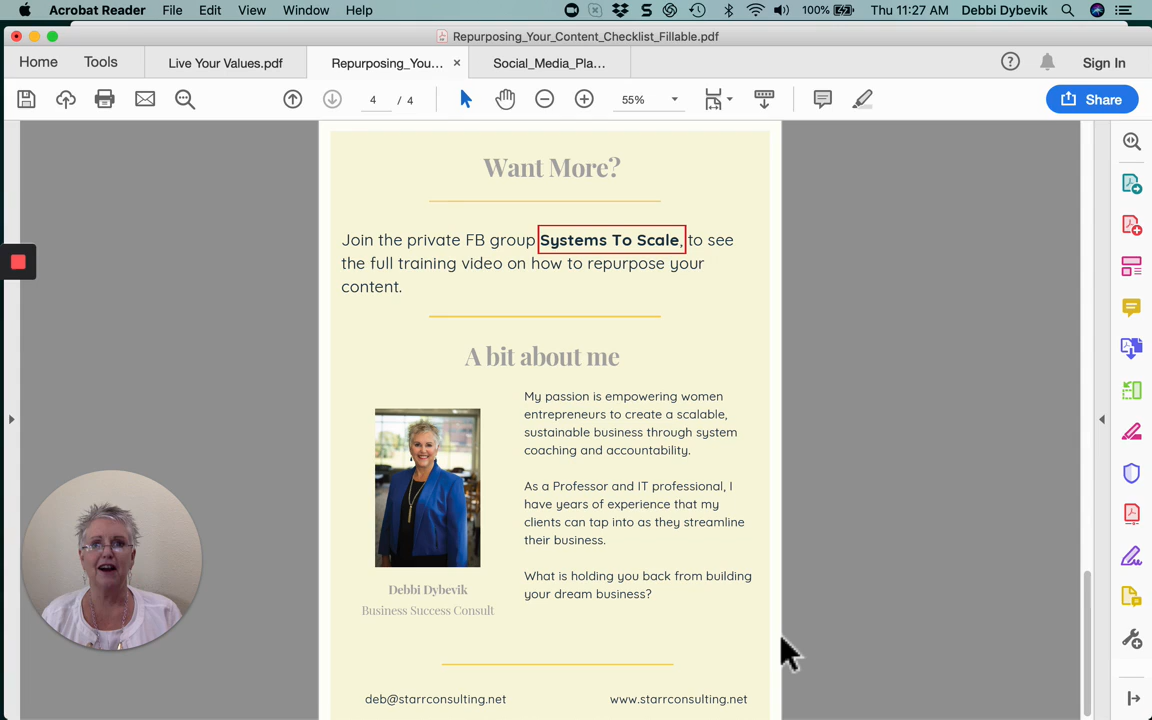 Acrobat Reader File Edit View Window Help 100% Thu 11:27 AM Debbi Dybevik
Repurposing_Your_Content_Checklist_Fillable.pdf
Home Tools Live Your Values.pdf Repurposing_You... × Social_Media_Pla... Sign In
4 / 4 55% Share
Want More?
Join the private FB group Systems To Scale, to see
the full training video on how to repurpose your
content.
A bit about me
My passion is empowering women
entrepreneurs to create a scalable,
sustainable business through system
coaching and accountability.
As a Professor and IT professional, I
have years of experience that my
clients can tap into as they streamline
their business.
What is holding you back from building
your dream business?
Debbi Dybevik
Business Success Consult
deb@starrconsulting.net www.starrconsulting.net